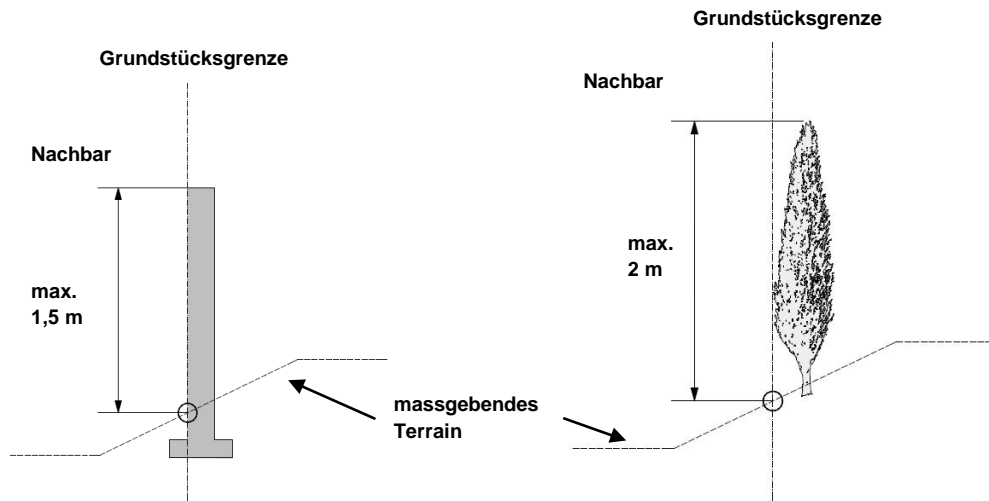 Grundstücksgrenze
Nachbar
max.
1,5 m
Grundstücksgrenze
Nachbar
max.
2 m
massgebendes
Terrain